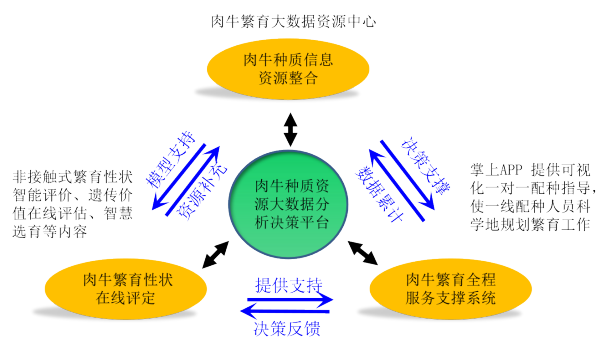 肉牛繁育大数据资源中心
肉牛种质信息
资源整合
模型支持
资源补充
决策支撑
数据累计
非接触式繁育性状
智能评价、遗传价
值在线评估、智慧
选育等内容
肉牛种质资
源大数据分
析决策平台
掌上APP 提供可视
化一对一配种指导，
使一线配种人员科
学地规划繁育工作
肉牛繁育性状
在线评定
提供支持
决策反馈
肉牛繁育全程
服务支撑系统